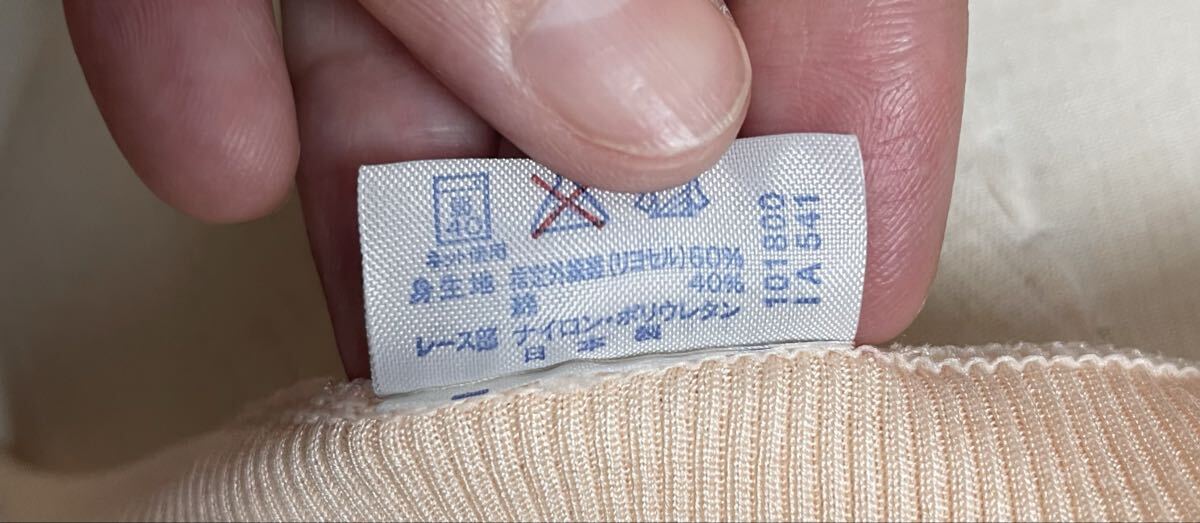 40
ネット使用
身生地 指定外繊維(リヨセル)60%
綿 40%
レース部 ナイロン・ポリウレタン
日本製
101800
IA541